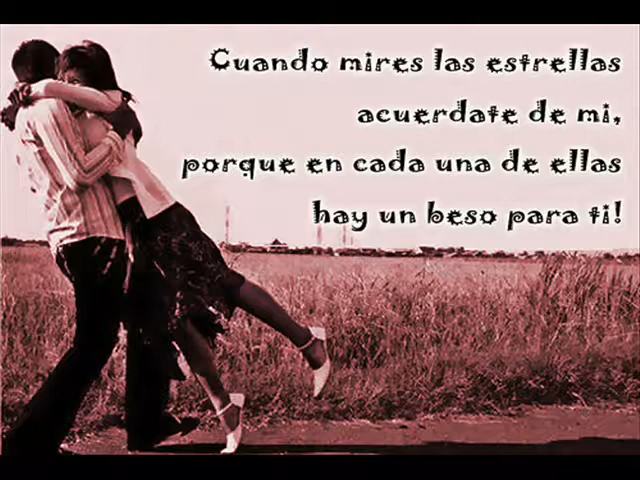 Cuando mires las estrellas
acuerdate de mi,
porque en cada una de ellas
hay un beso para ti!